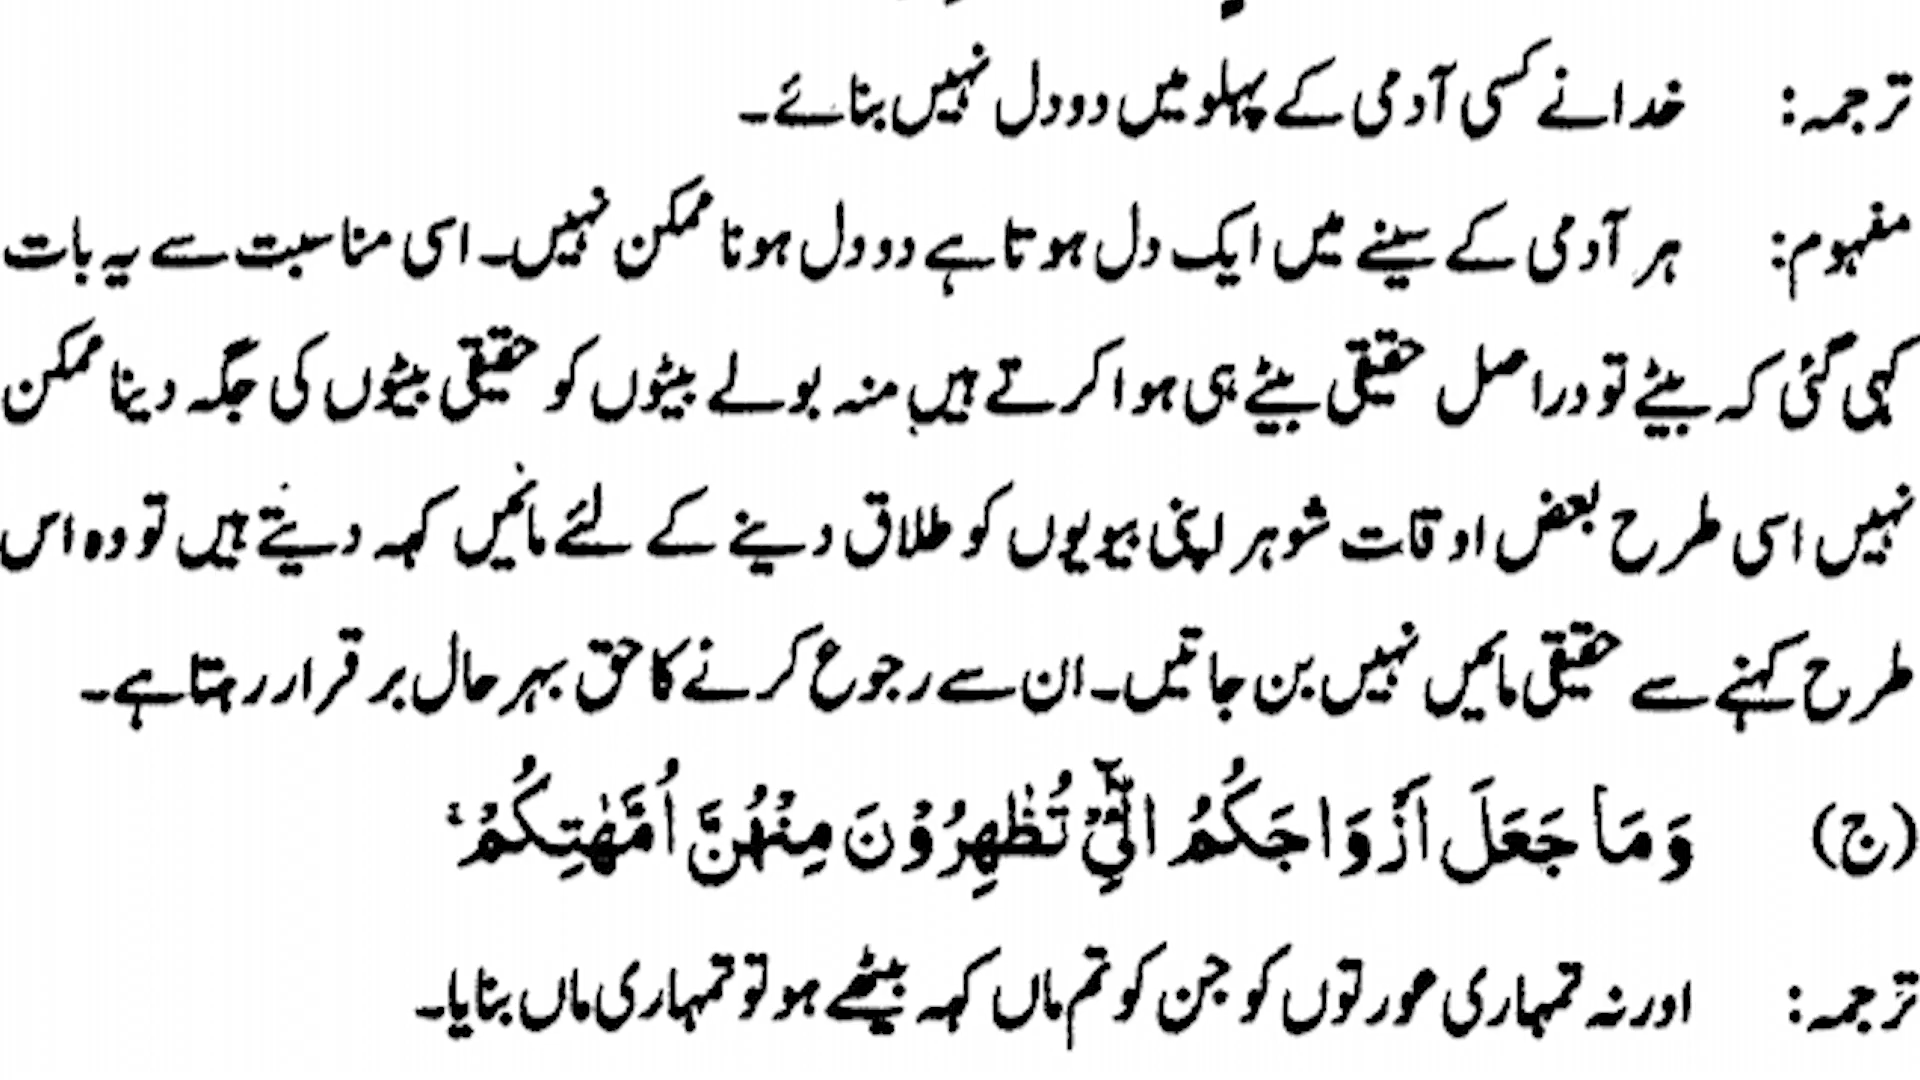 ترجمہ: خدا نے کسی آدمی کے پہلو میں دو دل نہیں بنائے۔
مفہوم: ہر آدمی کے سینے میں ایک دل ہوتا ہے دو دل ہونا ممکن نہیں۔ اسی مناسبت سے یہ بات
کہی گئی کہ بیٹے تو دراصل حقیقی بیٹے ہی ہوا کرتے ہیں منہ بولے بیٹوں کو حقیقی بیٹوں کی جگہ دینا ممکن
نہیں اسی طرح بعض اوقات شوہر اپنی بیویوں کو طلاق دینے کے لئے مائیں کہہ دیتے ہیں تو وہ اس
طرح کہنے سے حقیقی مائیں نہیں بن جاتیں۔ ان سے رجوع کرنے کا حق بہر حال برقرار رہتا ہے۔
(ج) وَمَا جَعَلَ اَزْوَاجَكُمُ الّٰٓـِٔيْ تُظٰهِرُوْنَ مِنْهُنَّ اُمَّهٰتِكُمْ ۚ
ترجمہ: اور نہ تمہاری عورتوں کو جن کو تم ماں کہہ بیٹھے ہو تو تمہاری ماں بنایا۔